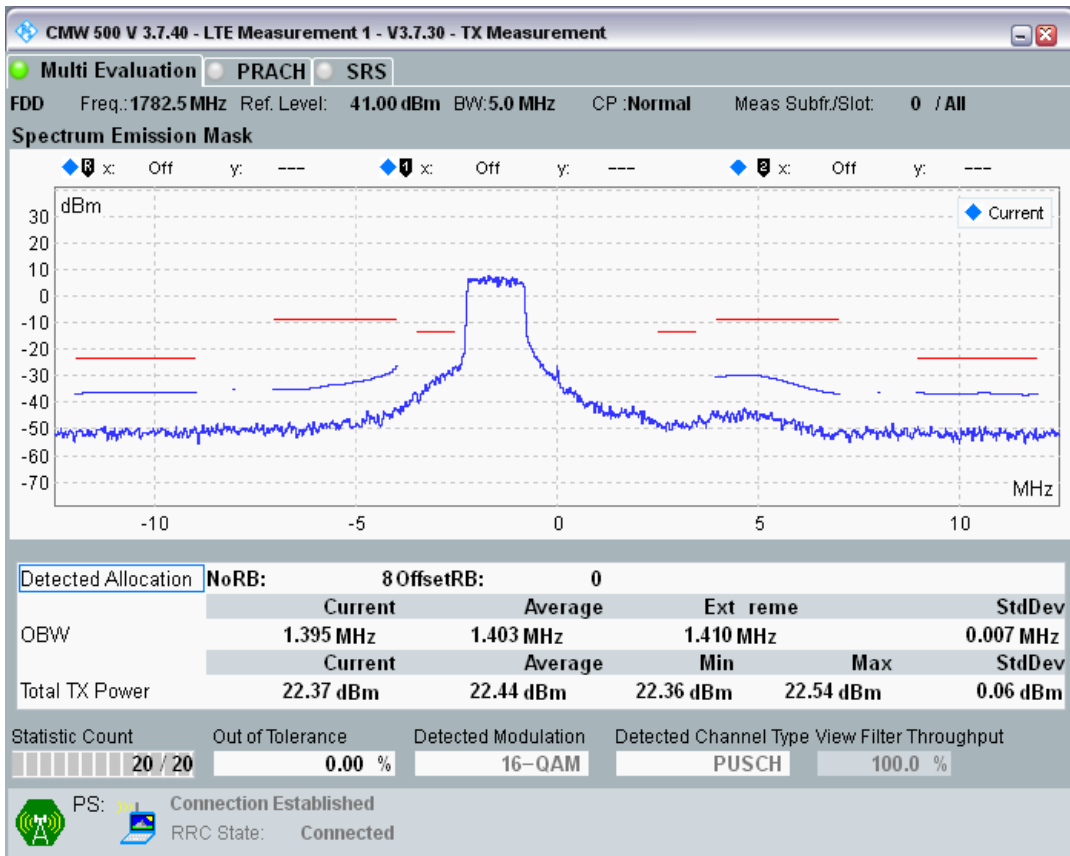 CMW 500 V 3.7.40 - LTE Measurement 1 - V3.7.30 - TX Measurement
Multi Evaluation PRACH SRS
FDD Freq.: 1782.5 MHz Ref. Level: 41.00 dBm BW: 5.0 MHz CP : Normal Meas Subfr./Slot: 0 / All
Spectrum Emission Mask
R x: Off y: --- 1 x: Off y: --- 2 x: Off y: ---
dBm
Current
30
20
10
0
-10
-20
-30
-40
-50
-60
-70
MHz
-10 -5 0 5 10
Detected Allocation NoRB: 8 OffsetRB: 0
Current Average Ext reme StdDev
OBW 1.395 MHz 1.403 MHz 1.410 MHz 0.007 MHz
Current Average Min Max StdDev
Total TX Power 22.37 dBm 22.44 dBm 22.36 dBm 22.54 dBm 0.06 dBm
Statistic Count Out of Tolerance Detected Modulation Detected Channel Type View Filter Throughput
20 / 20 0.00 % 16-QAM PUSCH 100.0 %
PS: Connection Established
RRC State: Connected